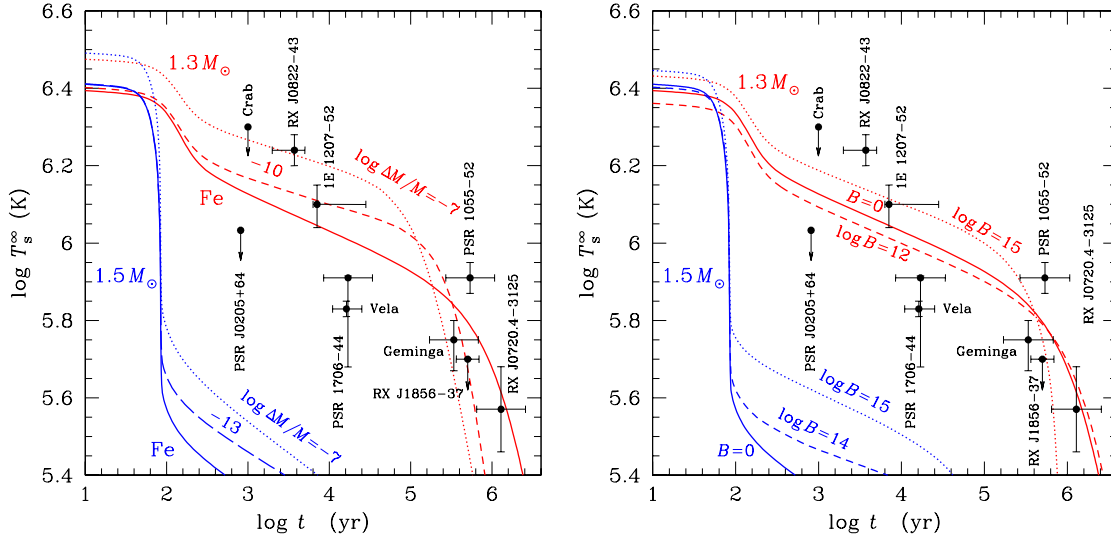 6.6
6.4
6.2
6
5.8
5.6
5.4
log T_s^∞ (K)
1 2 3 4 5 6
log t (yr)
1.3 M⊙
Crab
RX J0822-43
1E 1207-52
−10
Fe
log ΔM/M=−7
PSR 1055-52
1.5 M⊙
PSR J0205+64
Vela
PSR 1706-44
Geminga
RX J1856-37
RX J0720.4-3125
log ΔM/M=−7
−13
Fe
6.6
6.4
6.2
6
5.8
5.6
5.4
log T_s^∞ (K)
1 2 3 4 5 6
log t (yr)
1.3 M⊙
Crab
RX J0822-43
1E 1207-52
B=0
log B=15
log B=12
PSR 1055-52
RX J0720.4-3125
1.5 M⊙
PSR J0205+64
Vela
PSR 1706-44
Geminga
RX J1856-37
log B=15
log B=14
B=0